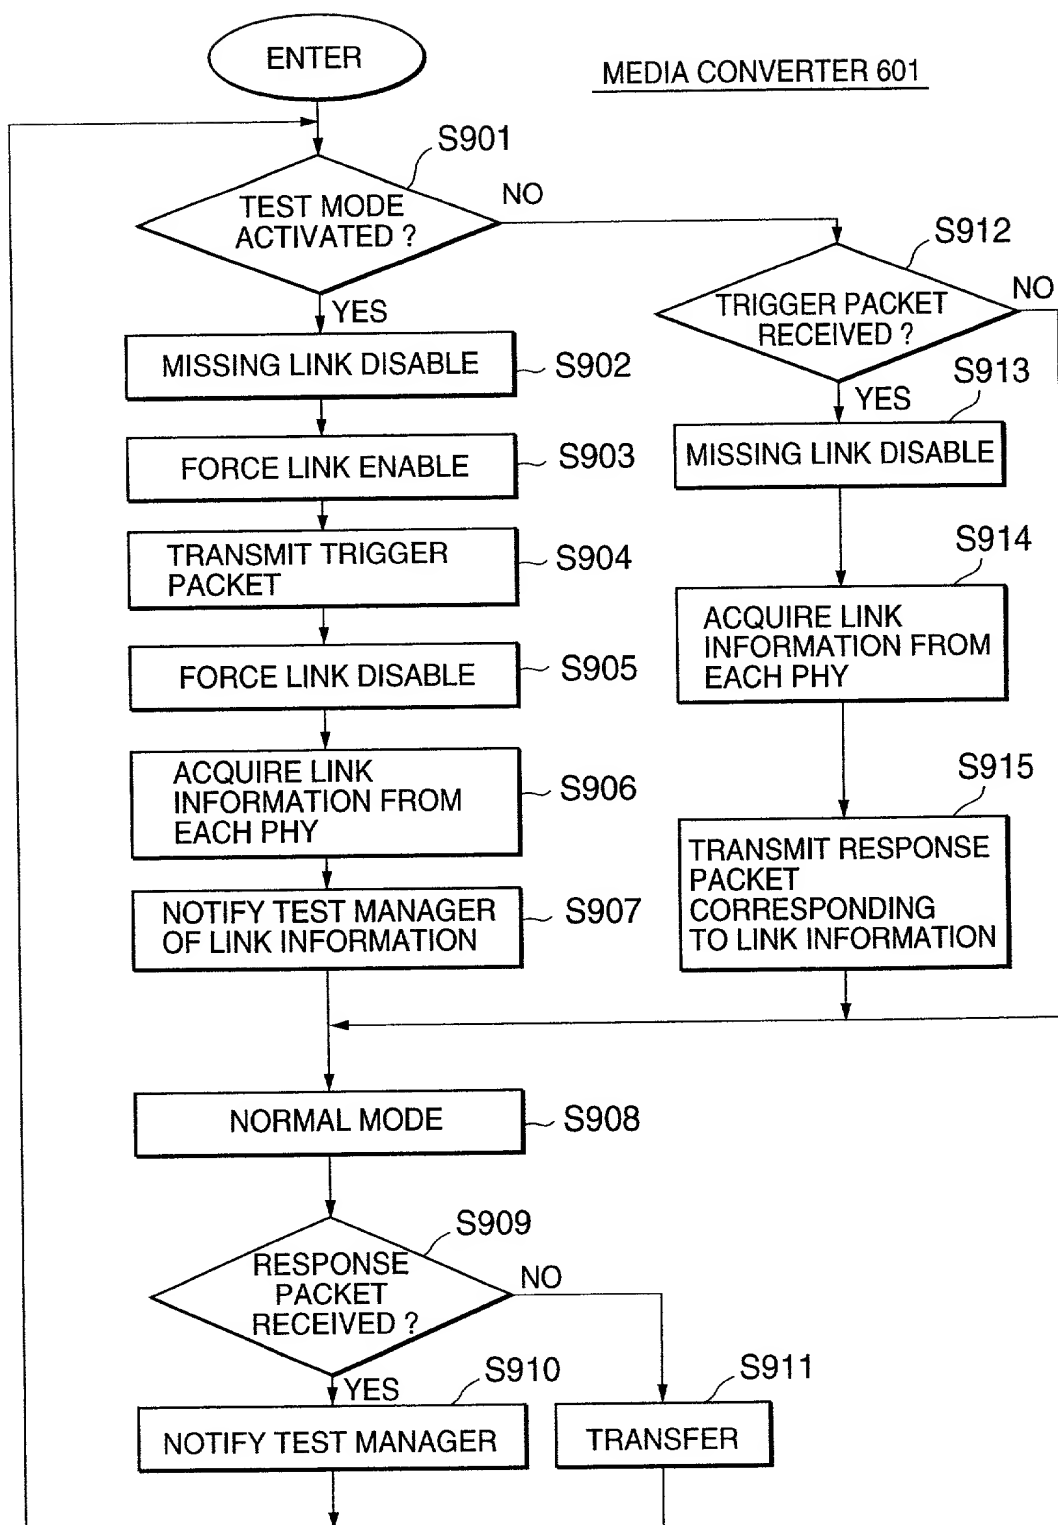 ENTER
MEDIA CONVERTER 601
S901
TEST MODE
ACTIVATED ?
NO
YES
S912
TRIGGER PACKET
RECEIVED ?
NO
YES
MISSING LINK DISABLE
S902
FORCE LINK ENABLE
S903
TRANSMIT TRIGGER
PACKET
S904
FORCE LINK DISABLE
S905
ACQUIRE LINK
INFORMATION FROM
EACH PHY
S906
NOTIFY TEST MANAGER
OF LINK INFORMATION
S907
S913
MISSING LINK DISABLE
S914
ACQUIRE LINK
INFORMATION FROM
EACH PHY
S915
TRANSMIT RESPONSE
PACKET
CORRESPONDING
TO LINK INFORMATION
NORMAL MODE
S908
S909
RESPONSE
PACKET
RECEIVED ?
NO
YES
S910
NOTIFY TEST MANAGER
S911
TRANSFER